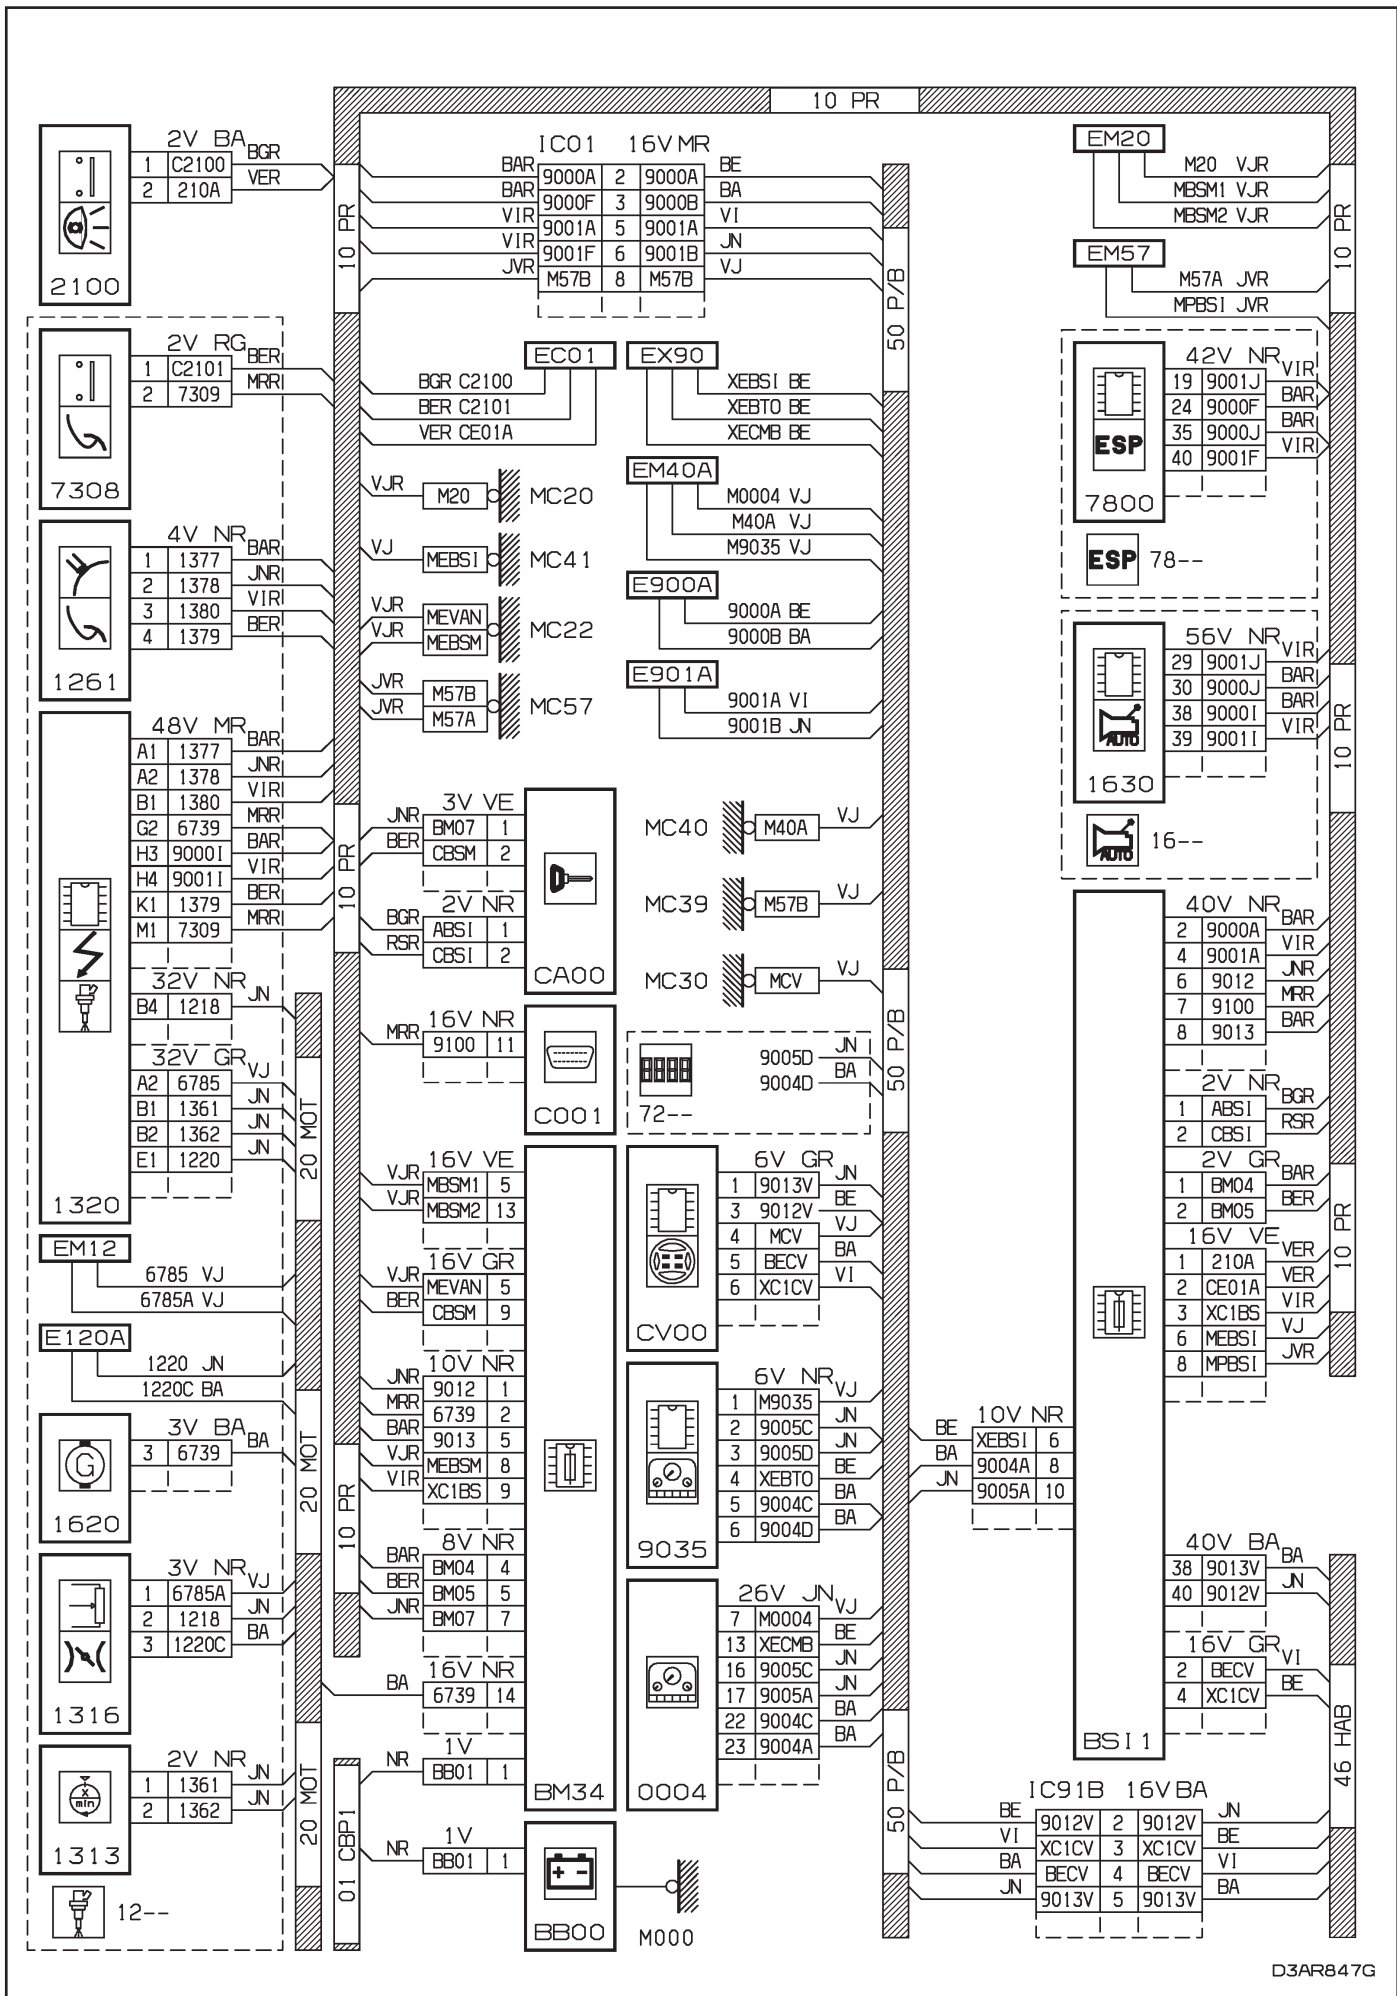 10 PR
2V BA
1 C2100 BGR
2 210A VER
2100
2V RG
1 C2101 BER
2 7309 MRR
7308
4V NR
1 1377 BAR
2 1378 JNR
3 1380 VIR
4 1379 BER
1261
48V MR
A1 1377 BAR
A2 1378 JNR
B1 1380 VIR
G2 6739 MRR
H3 9000I BAR
H4 9001I VIR
K1 1379 BER
M1 7309 MRR
32V NR
B4 1218 JN
32V GR
A2 6785 VJ
B1 1361 JN
B2 1362 JN
E1 1220 JN
1320
EM12
6785 VJ
6785A VJ
E120A
1220 JN
1220C BA
3V BA
3 6739 BA
G
1620
3V NR
1 6785A VJ
2 1218 JN
3 1220C BA
1316
2V NR
1 1361 JN
2 1362 JN
x
min
1313
12--
20 MOT
20 MOT
20 MOT
10 PR
10 PR
10 PR
01 CBP1
IC01 16V MR
BAR 9000A 2 9000A BE
BAR 9000F 3 9000B BA
VIR 9001A 5 9001A VI
VIR 9001F 6 9001B JN
JVR M57B 8 M57B VJ
EC01
BGR C2100
BER C2101
VER CE01A
EX90
XEBSI BE
XEBTO BE
XECMB BE
VJR M20 MC20
VJ MEBSI MC41
VJR MEVAN
VJR MEBSM
MC22
JVR M57B
JVR M57A
MC57
EM40A
M0004 VJ
M40A VJ
M9035 VJ
E900A
9000A BE
9000B BA
E901A
9001A VI
9001B JN
3V VE
JNR BM07 1
BER CBSM 2
2V NR
BGR ABSI 1
RSR CBSI 2
CA00
16V NR
MRR 9100 11
C001
MC40 M40A VJ
MC39 M57B VJ
MC30 MCV VJ
9005D JN
9004D BA
72--
16V VE
VJR MBSM1 5
VJR MBSM2 13
16V GR
VJR MEVAN 5
BER CBSM 9
10V NR
JNR 9012 1
MRR 6739 2
BAR 9013 5
VJR MEBSM 8
VIR XC1BS 9
8V NR
BAR BM04 4
BER BM05 5
JNR BM07 7
16V NR
BA 6739 14
1V
NR BB01 1
BM34
1V
NR BB01 1
+ -
BB00
M000
6V GR
1 9013V JN
3 9012V BE
4 MCV VJ
5 BECV BA
6 XC1CV VI
CV00
6V NR
1 M9035 VJ
2 9005C JN
3 9005D JN
4 XEBTO BE
5 9004C BA
6 9004D BA
9035
26V JN
7 M0004 VJ
13 XECMB BE
16 9005C JN
17 9005A JN
22 9004C BA
23 9004A BA
0004
50 P/B
50 P/B
50 P/B
EM20
M20 VJR
MBSM1 VJR
MBSM2 VJR
EM57
M57A JVR
MPBSI JVR
42V NR
19 9001J VIR
24 9000F BAR
35 9000J BAR
40 9001F VIR
ESP
7800
ESP 78--
56V NR
29 9001J VIR
30 9000J BAR
38 9000I BAR
39 9001I VIR
AUTO
1630
AUTO 16--
40V NR
2 9000A BAR
4 9001A VIR
6 9012 JNR
7 9100 MRR
8 9013 BAR
2V NR
1 ABSI BGR
2 CBSI RSR
2V GR
1 BM04 BAR
2 BM05 BER
16V VE
1 210A VER
2 CE01A VER
3 XC1BS VIR
6 MEBSI VJ
8 MPBSI JVR
10V NR
BE XEBSI 6
BA 9004A 8
JN 9005A 10
40V BA
38 9013V BA
40 9012V JN
16V GR
2 BECV VI
4 XC1CV BE
BSI1
IC91B 16V BA
BE 9012V 2 9012V JN
VI XC1CV 3 XC1CV BE
BA BECV 4 BECV VI
JN 9013V 5 9013V BA
10 PR
10 PR
10 PR
46 HAB
D3AR847G